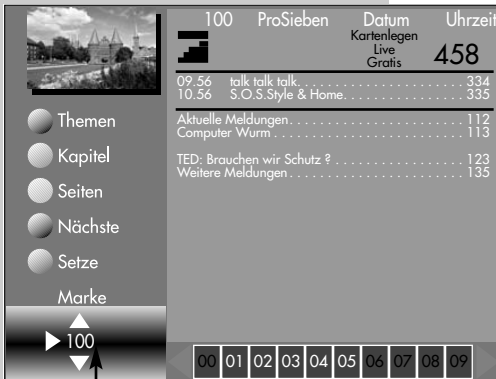 100 ProSieben Datum Uhrzeit
Kartenlegen
Live
Gratis
458
09.56 talk talk talk. . . . . . . . . . . . . . . . . . . . . . . . 334
10.56 S.O.S.Style & Home. . . . . . . . . . . . . . . . . . 335
Aktuelle Meldungen. . . . . . . . . . . . . . . . . . . . . . . . . . 112
Computer Wurm . . . . . . . . . . . . . . . . . . . . . . . . . . . . 113
TED: Brauchen wir Schutz ? . . . . . . . . . . . . . . . . . . . 123
Weitere Meldungen. . . . . . . . . . . . . . . . . . . . . . . . . . 135
Themen
Kapitel
Seiten
Nächste
Setze
Marke
100
00 01 02 03 04 05 06 07 08 09